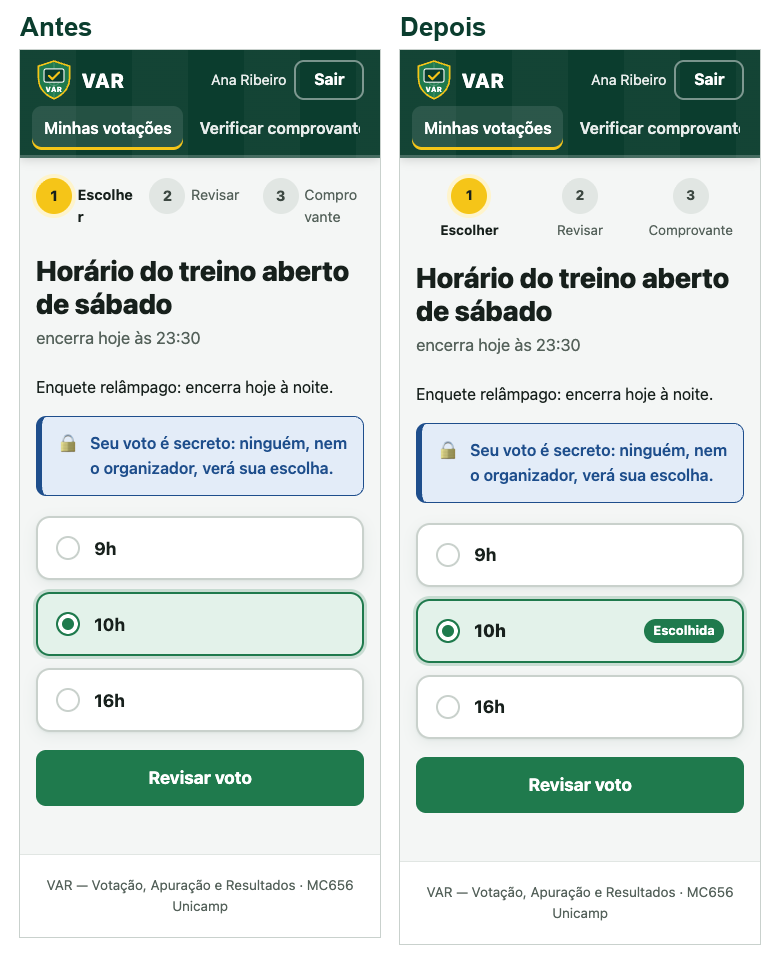 Antes
VAR
VAR
Ana Ribeiro
Sair
Minhas votações
Verificar comprovante
1
Escolhe
r
2
Revisar
3
Compro
vante
Horário do treino aberto
de sábado
encerra hoje às 23:30
Enquete relâmpago: encerra hoje à noite.
Seu voto é secreto: ninguém, nem
o organizador, verá sua escolha.
9h
10h
16h
Revisar voto
VAR — Votação, Apuração e Resultados · MC656
Unicamp
Depois
VAR
VAR
Ana Ribeiro
Sair
Minhas votações
Verificar comprovant
1
2
3
Escolher
Revisar
Comprovante
Horário do treino aberto
de sábado
encerra hoje às 23:30
Enquete relâmpago: encerra hoje à noite.
Seu voto é secreto: ninguém, nem
o organizador, verá sua escolha.
9h
10h
Escolhida
16h
Revisar voto
VAR — Votação, Apuração e Resultados · MC656
Unicamp